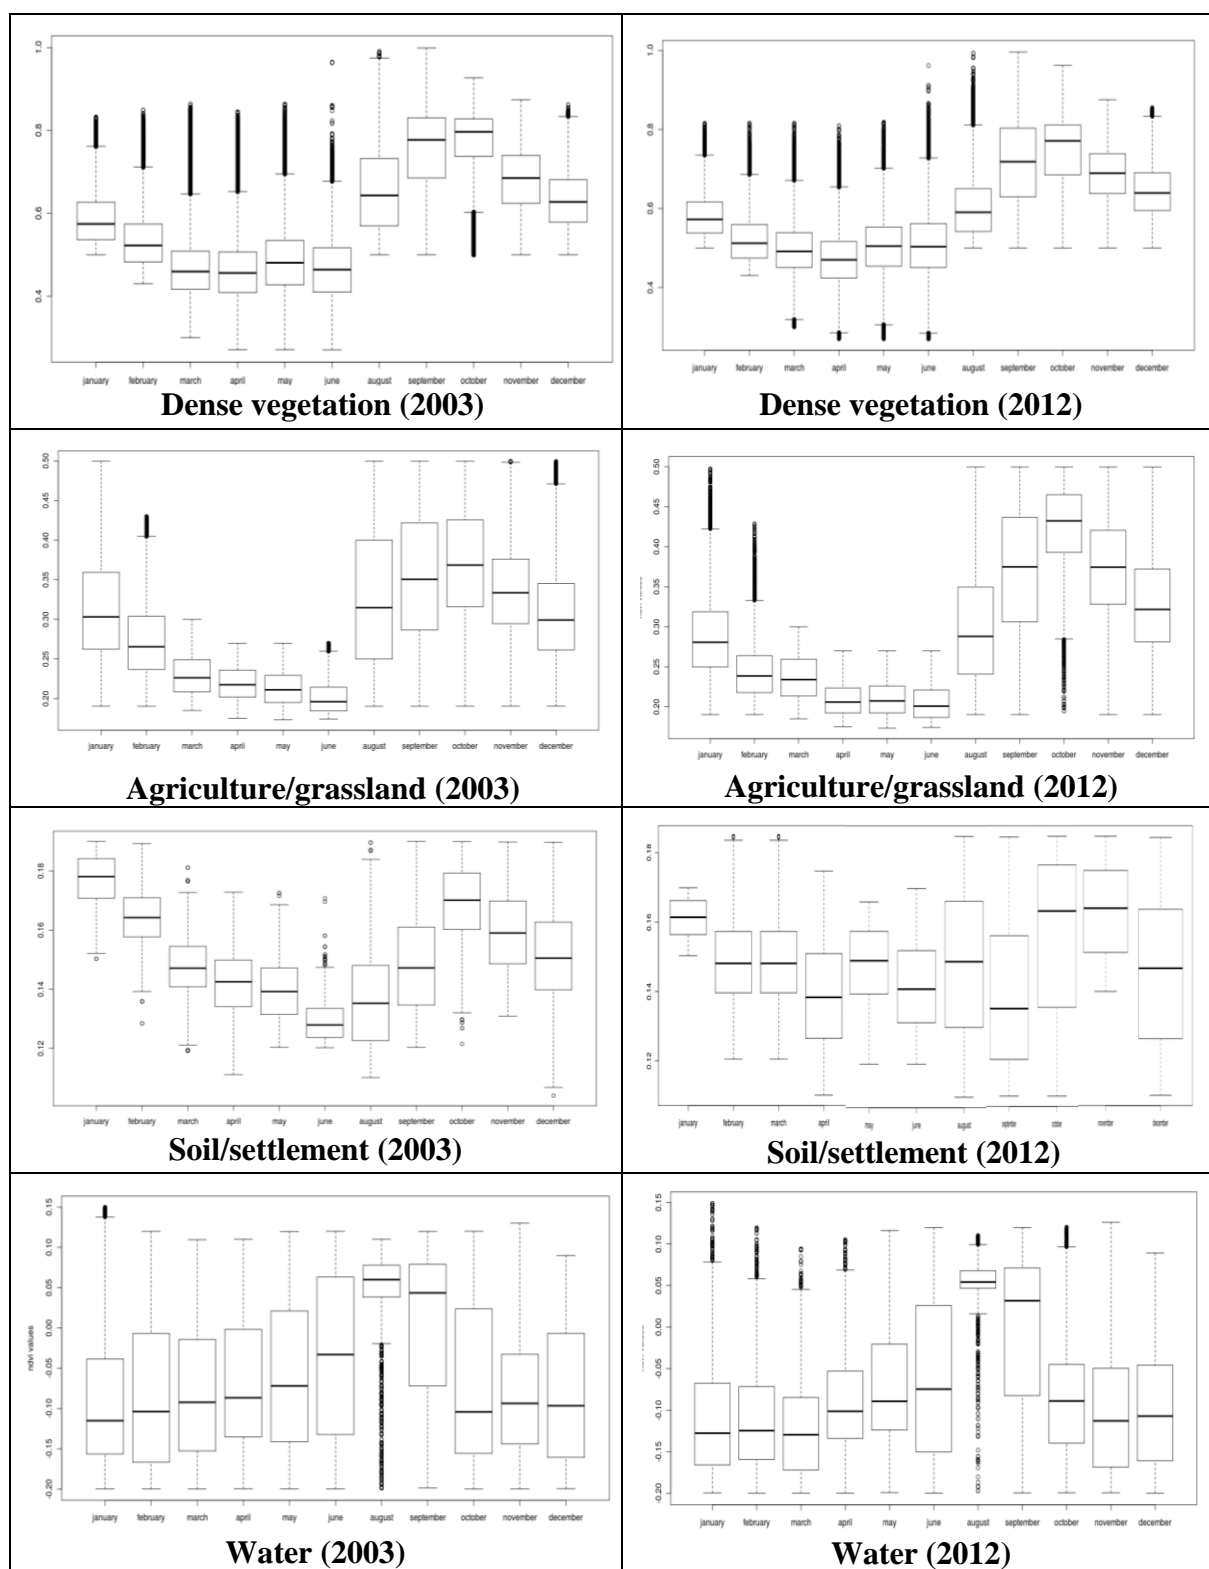 1.0
0.8
0.6
0.4
january february march april may june august september october november december
Dense vegetation (2003)
1.0
0.8
0.6
0.4
january february march april may june august september october november december
Dense vegetation (2012)
0.50
0.45
0.40
0.35
0.30
0.25
0.20
january february march april may june august september october november december
Agriculture/grassland (2003)
0.50
0.45
0.40
0.35
0.30
0.25
0.20
january february march april may june august september october november december
Agriculture/grassland (2012)
0.18
0.16
0.14
0.12
january february march april may june august september october november december
Soil/settlement (2003)
0.18
0.16
0.14
0.12
january february march april may june august september october november december
Soil/settlement (2012)
ndvi values
0.15
0.10
0.05
0.00
-0.05
-0.10
-0.15
-0.20
january february march april may june august september october november december
Water (2003)
0.15
0.10
0.05
0.00
-0.05
-0.10
-0.15
-0.20
january february march april may june august september october november december
Water (2012)